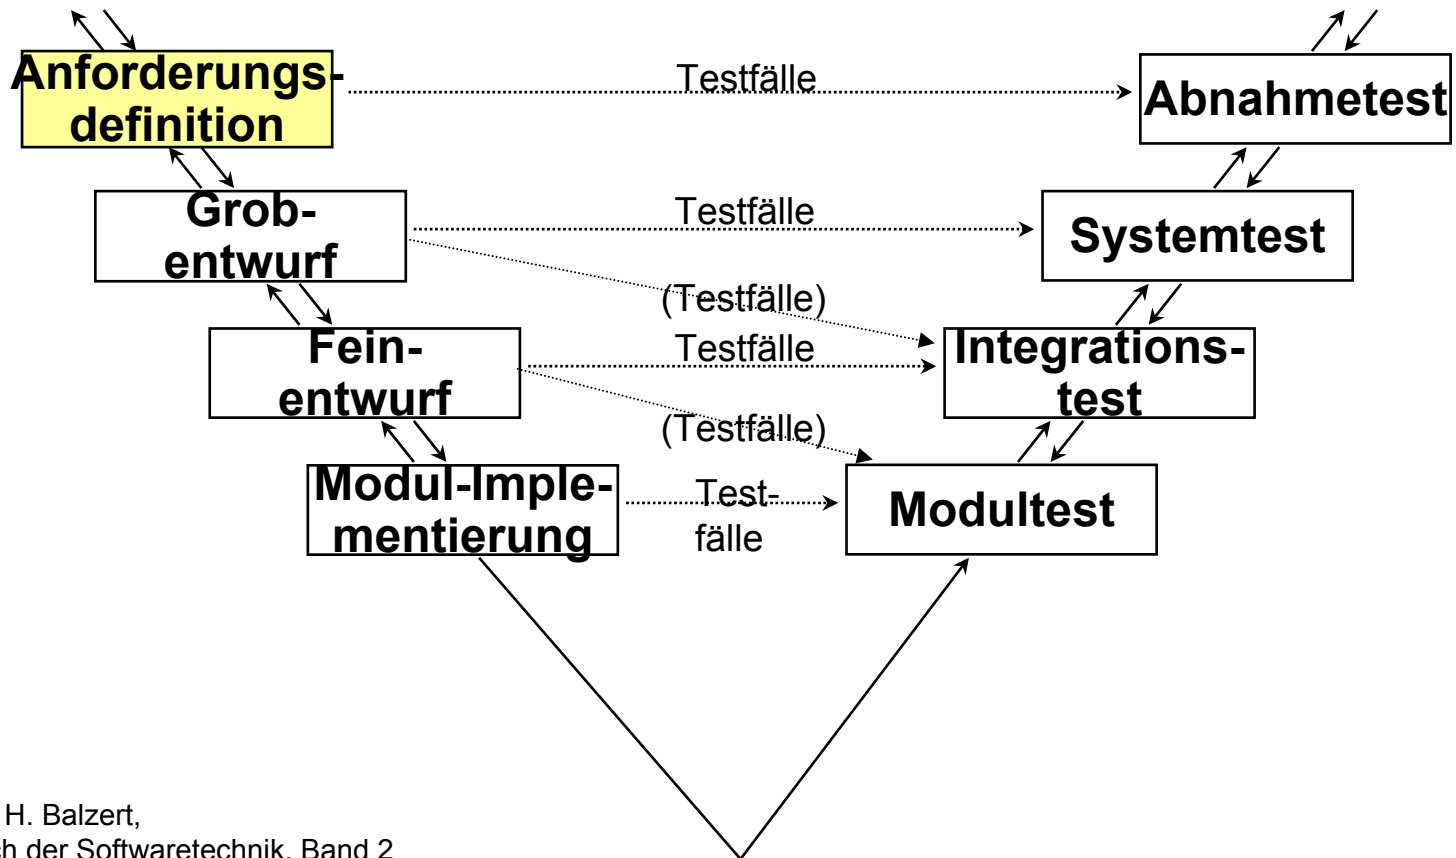 Anforderungs-
definition
Testfälle
Abnahmetest
Grob-
entwurf
Testfälle
Systemtest
(Testfälle)
Fein-
entwurf
Testfälle
Integrations-
test
(Testfälle)
Modul-Imple-
mentierung
Test-
fälle
Modultest
H. Balzert,
der Softwaretechnik, Band 2